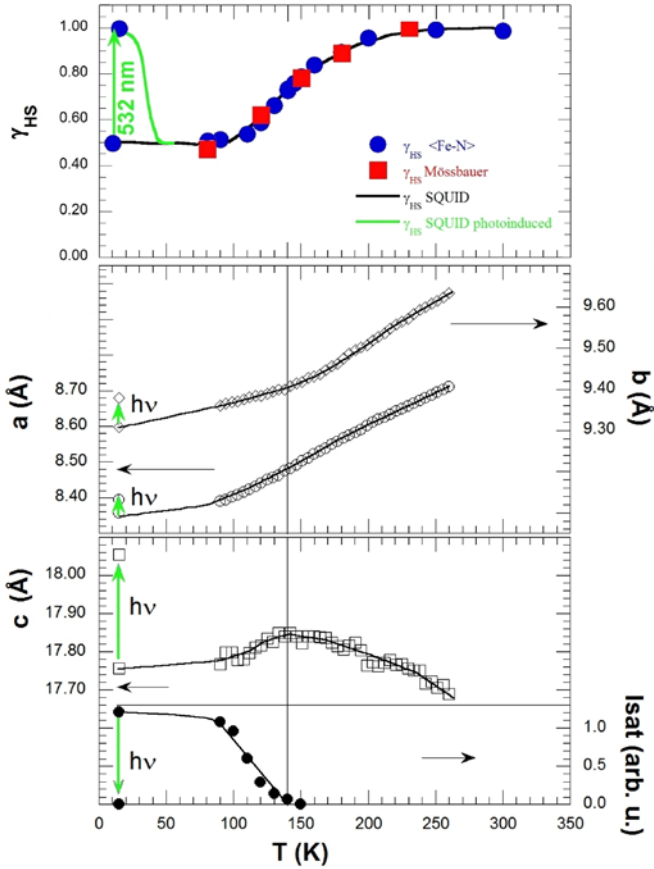 1.00
0.80
0.60
0.40
0.20
0.00
γHS
532 nm
γHS <Fe-N>
γHS Mössbauer
γHS SQUID
γHS SQUID photoinduced
8.70
8.60
8.50
8.40
a (Å)
hν
hν
9.60
9.50
9.40
9.30
b (Å)
18.00
17.90
17.80
17.70
c (Å)
hν
hν
1.0
0.5
0.0
Isat (arb. u.)
0 50 100 150 200 250 300 350
T (K)